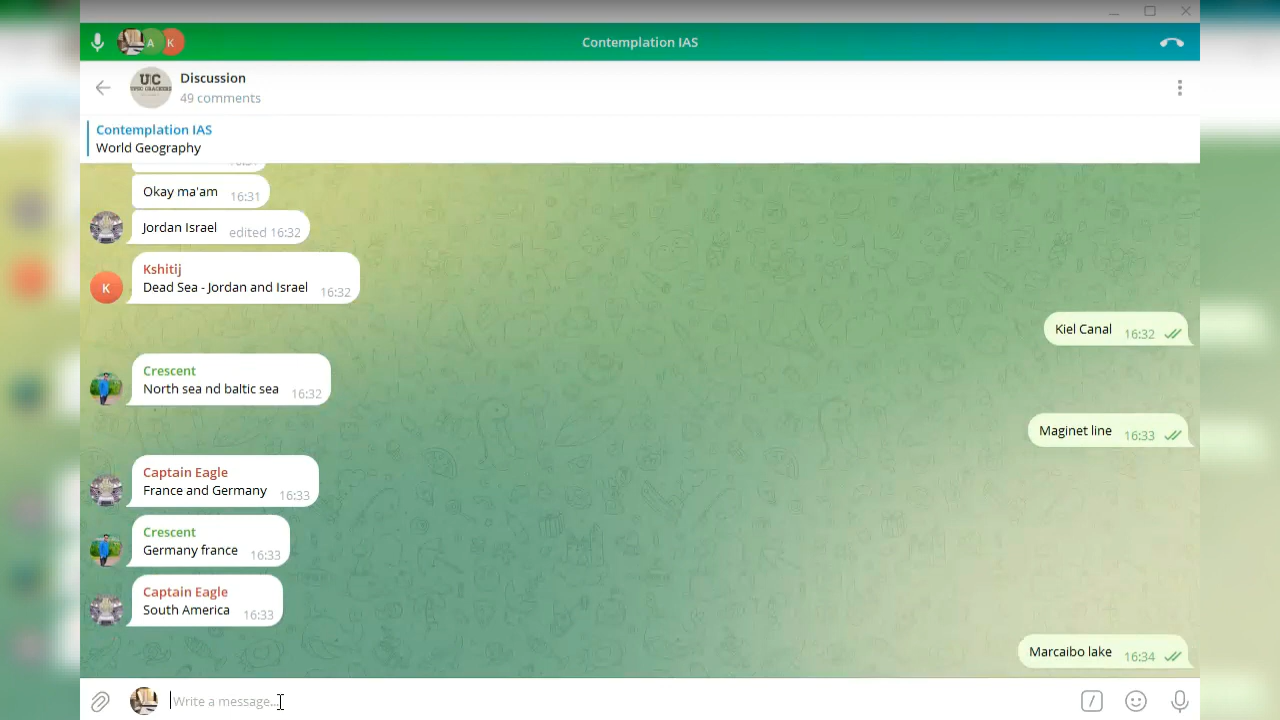 A K
Contemplation IAS
UC
UPSC CRACKERS
Discussion
49 comments
Contemplation IAS
World Geography
Okay ma'am 16:31
Jordan Israel edited 16:32
Kshitij
K
Dead Sea - Jordan and Israel 16:32
Kiel Canal 16:32
Crescent
North sea nd baltic sea 16:32
Maginet line 16:33
Captain Eagle
France and Germany 16:33
Crescent
Germany france 16:33
Captain Eagle
South America 16:33
Marcaibo lake 16:34
Write a message...